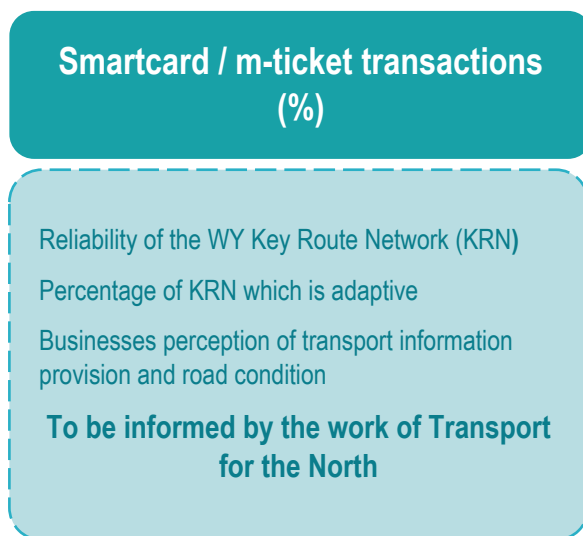 Smartcard / m-ticket transactions
(%)
Reliability of the WY Key Route Network (KRN)
Percentage of KRN which is adaptive
Businesses perception of transport information
provision and road condition
To be informed by the work of Transport
for the North